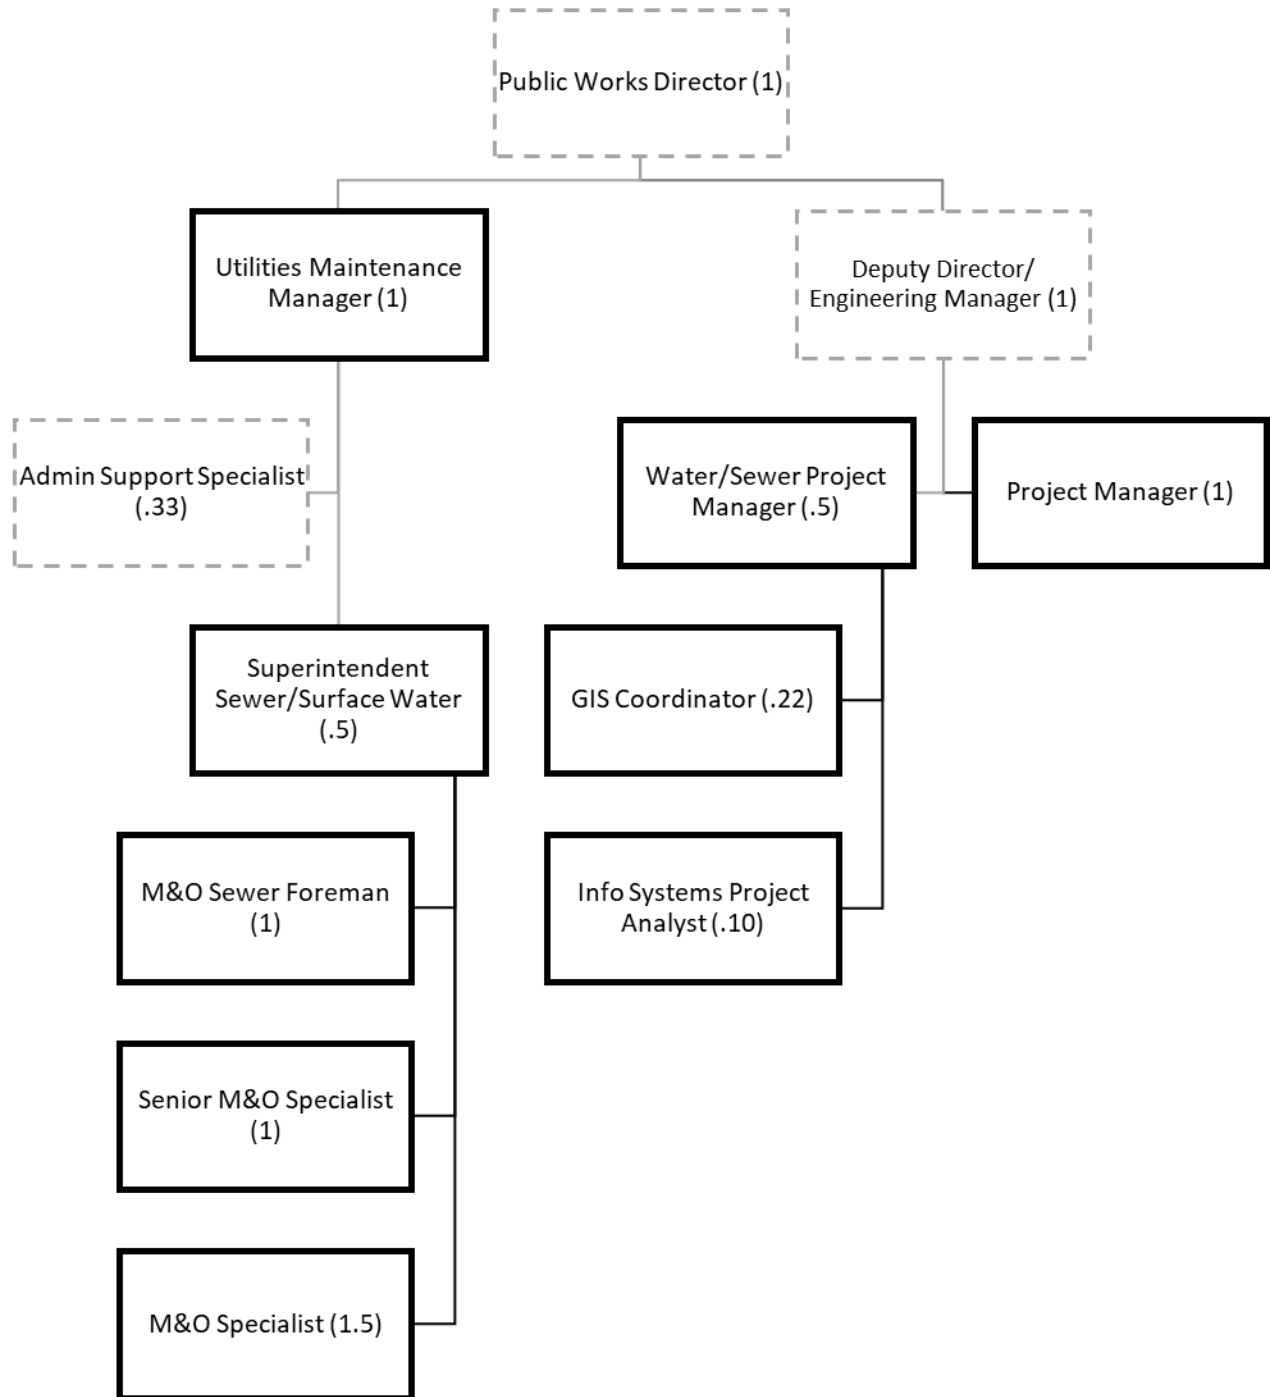 Public Works Director (1)
Utilities Maintenance
Manager (1)
Deputy Director/
Engineering Manager (1)
Admin Support Specialist
(.33)
Water/Sewer Project
Manager (.5)
Project Manager (1)
Superintendent
Sewer/Surface Water
(.5)
GIS Coordinator (.22)
M&O Sewer Foreman
(1)
Info Systems Project
Analyst (.10)
Senior M&O Specialist
(1)
M&O Specialist (1.5)